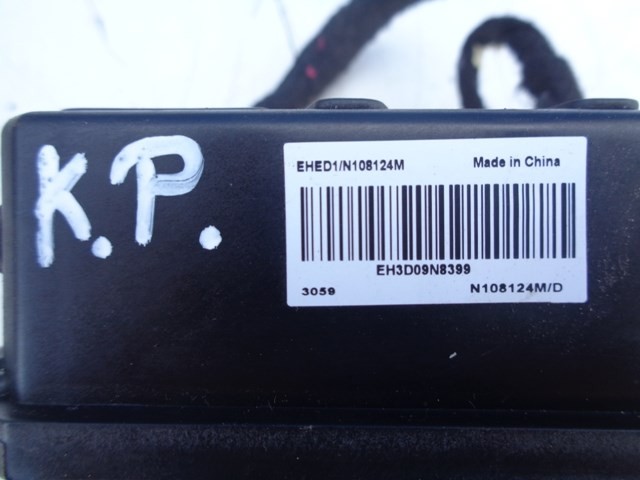 K.P.
EHED1/N108124M Made in China
EH3D09N8399
3059 N108124M/D